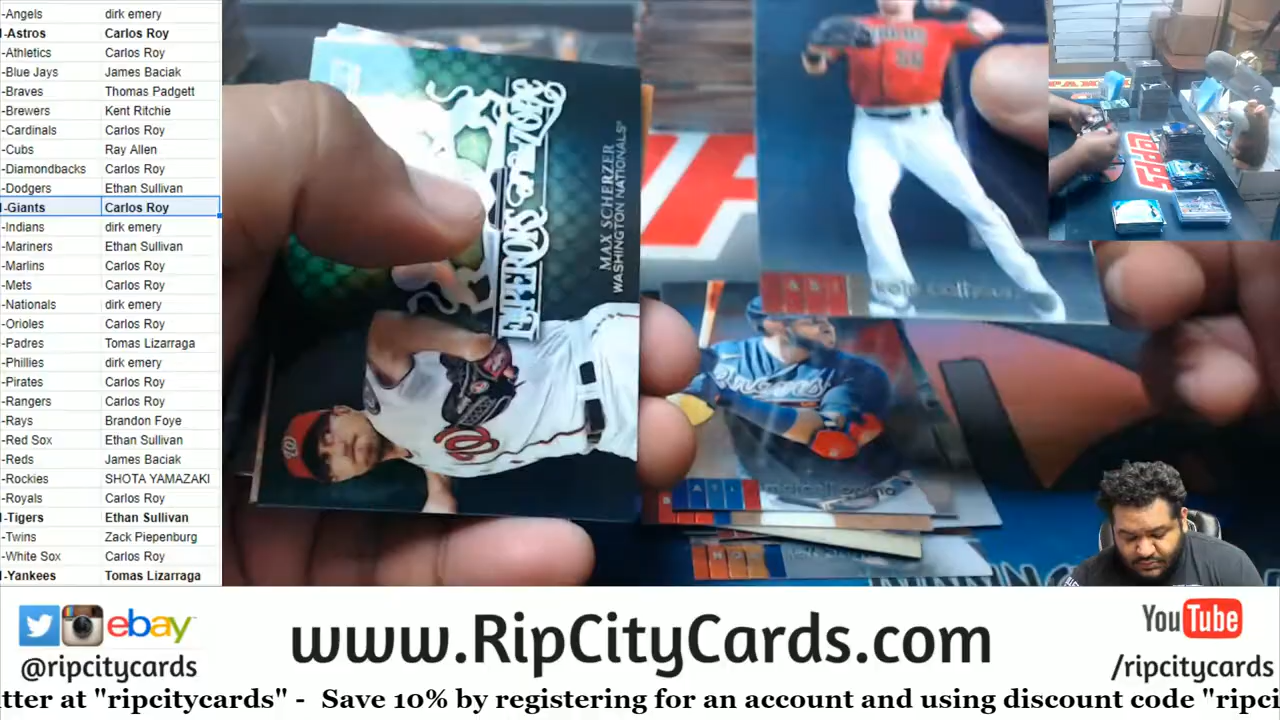 -Angels dirk emery
-Astros Carlos Roy
-Athletics Carlos Roy
-Blue Jays James Baciak
-Braves Thomas Padgett
-Brewers Kent Ritchie
-Cardinals Carlos Roy
-Cubs Ray Allen
-Diamondbacks Carlos Roy
-Dodgers Ethan Sullivan
-Giants Carlos Roy
-Indians dirk emery
-Mariners Ethan Sullivan
-Marlins Carlos Roy
-Mets Carlos Roy
-Nationals dirk emery
-Orioles Carlos Roy
-Padres Tomas Lizarraga
-Phillies dirk emery
-Pirates Carlos Roy
-Rangers Carlos Roy
-Rays Brandon Foye
-Red Sox Ethan Sullivan
-Reds James Baciak
-Rockies SHOTA YAMAZAKI
-Royals Carlos Roy
-Tigers Ethan Sullivan
-Twins Zack Piepenburg
-White Sox Carlos Roy
-Yankees Tomas Lizarraga
MAX SCHERZER
WASHINGTON NATIONALS
W
TOPPS
ebay
@ripcitycards
www.RipCityCards.com
YouTube
/ripcitycards
tter at "ripcitycards" - Save 10% by registering for an account and using discount code "ripci